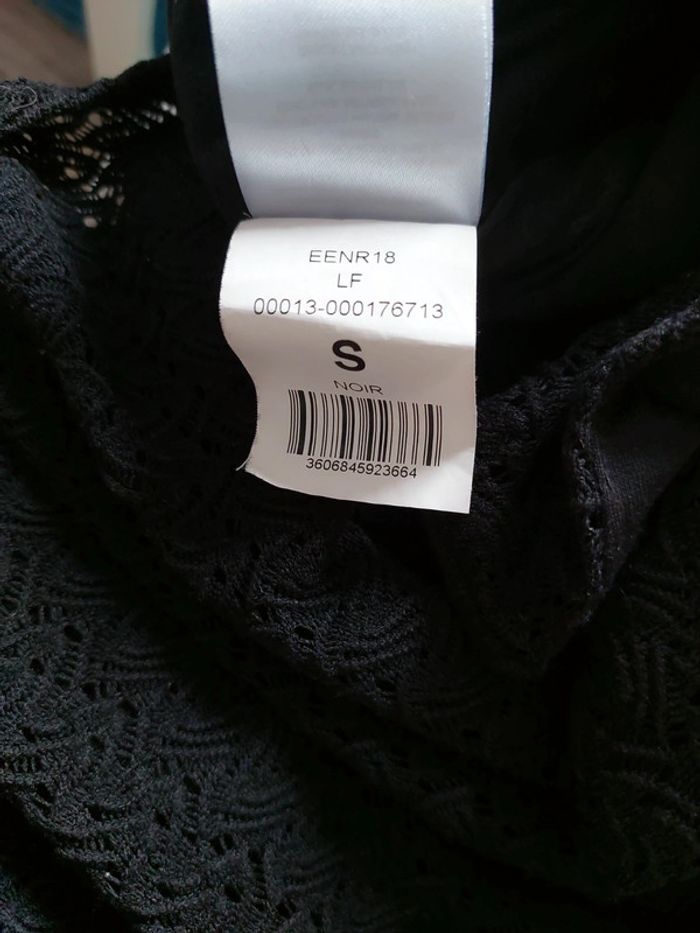 EENR18
LF
00013-000176713
S
NOIR
3606845923664